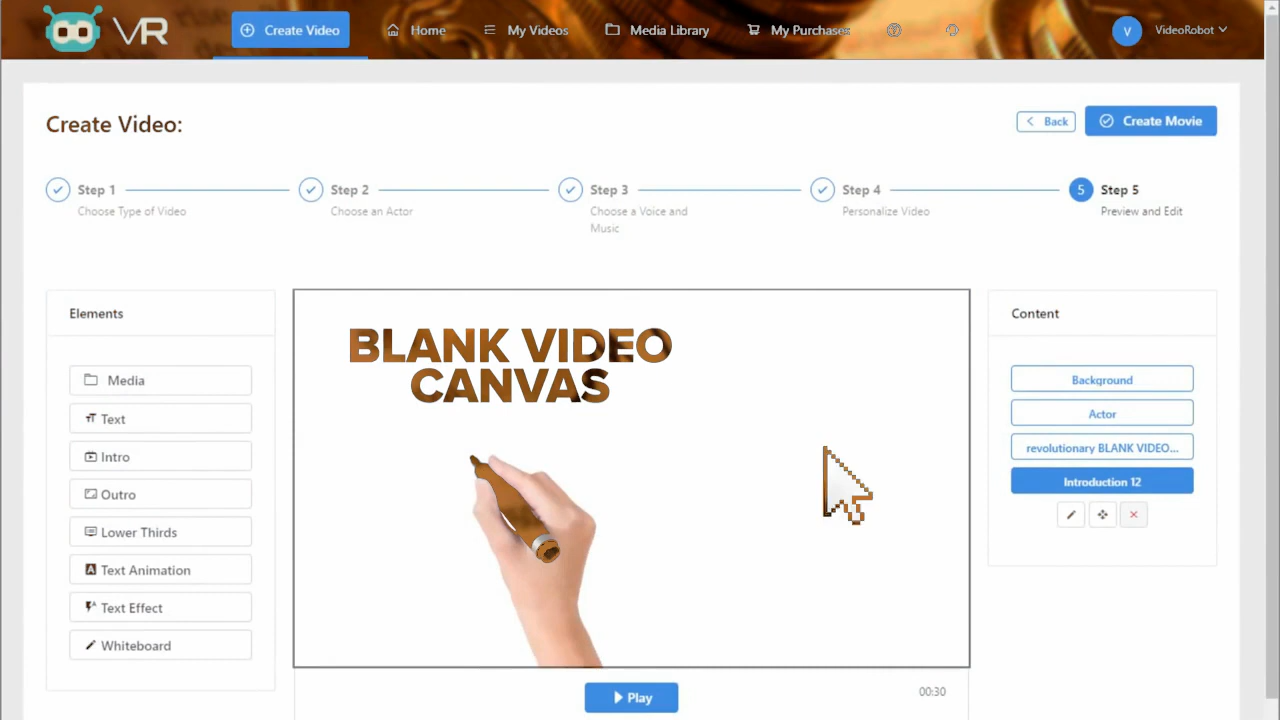 VR
Create Video
Home
My Videos
Media Library
My Purchases
V
VideoRobot
Create Video:
Back
Create Movie
Step 1
Choose Type of Video
Step 2
Choose an Actor
Step 3
Choose a Voice and
Music
Step 4
Personalize Video
5
Step 5
Preview and Edit
Elements
Media
Text
Intro
Outro
Lower Thirds
Text Animation
Text Effect
Whiteboard
BLANK VIDEO
CANVAS
Play
00:30
Content
Background
Actor
revolutionary BLANK VIDEO...
Introduction 12